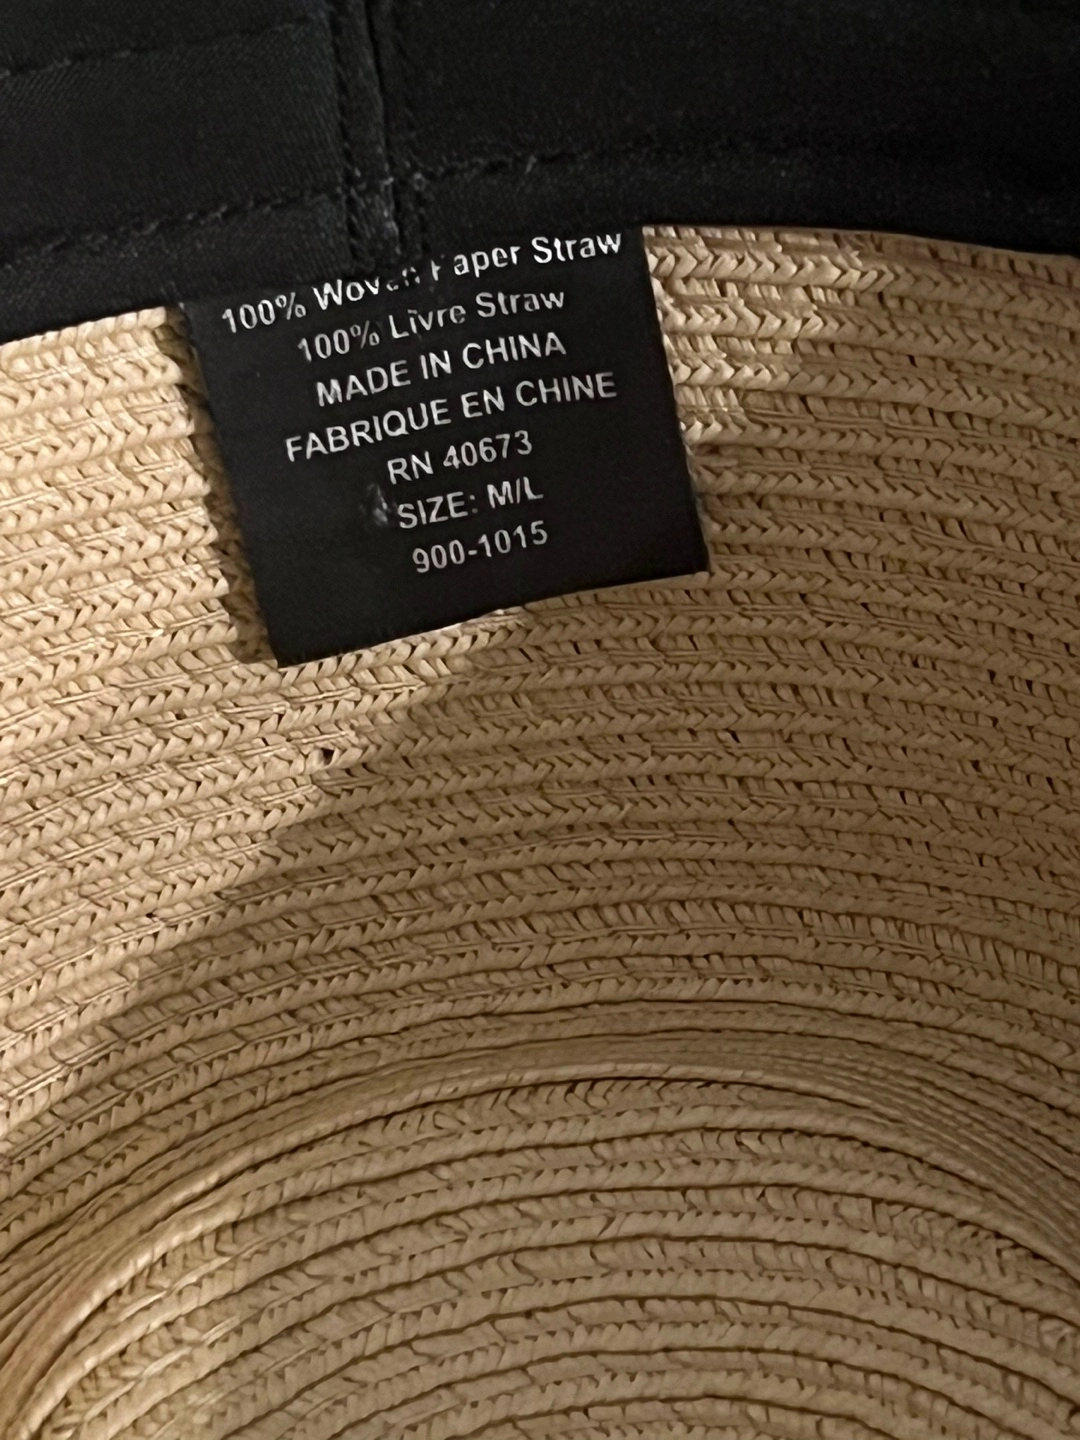 100% Woven Paper Straw
100% Livre Straw
MADE IN CHINA
FABRIQUE EN CHINE
RN 40673
SIZE: M/L
900-1015